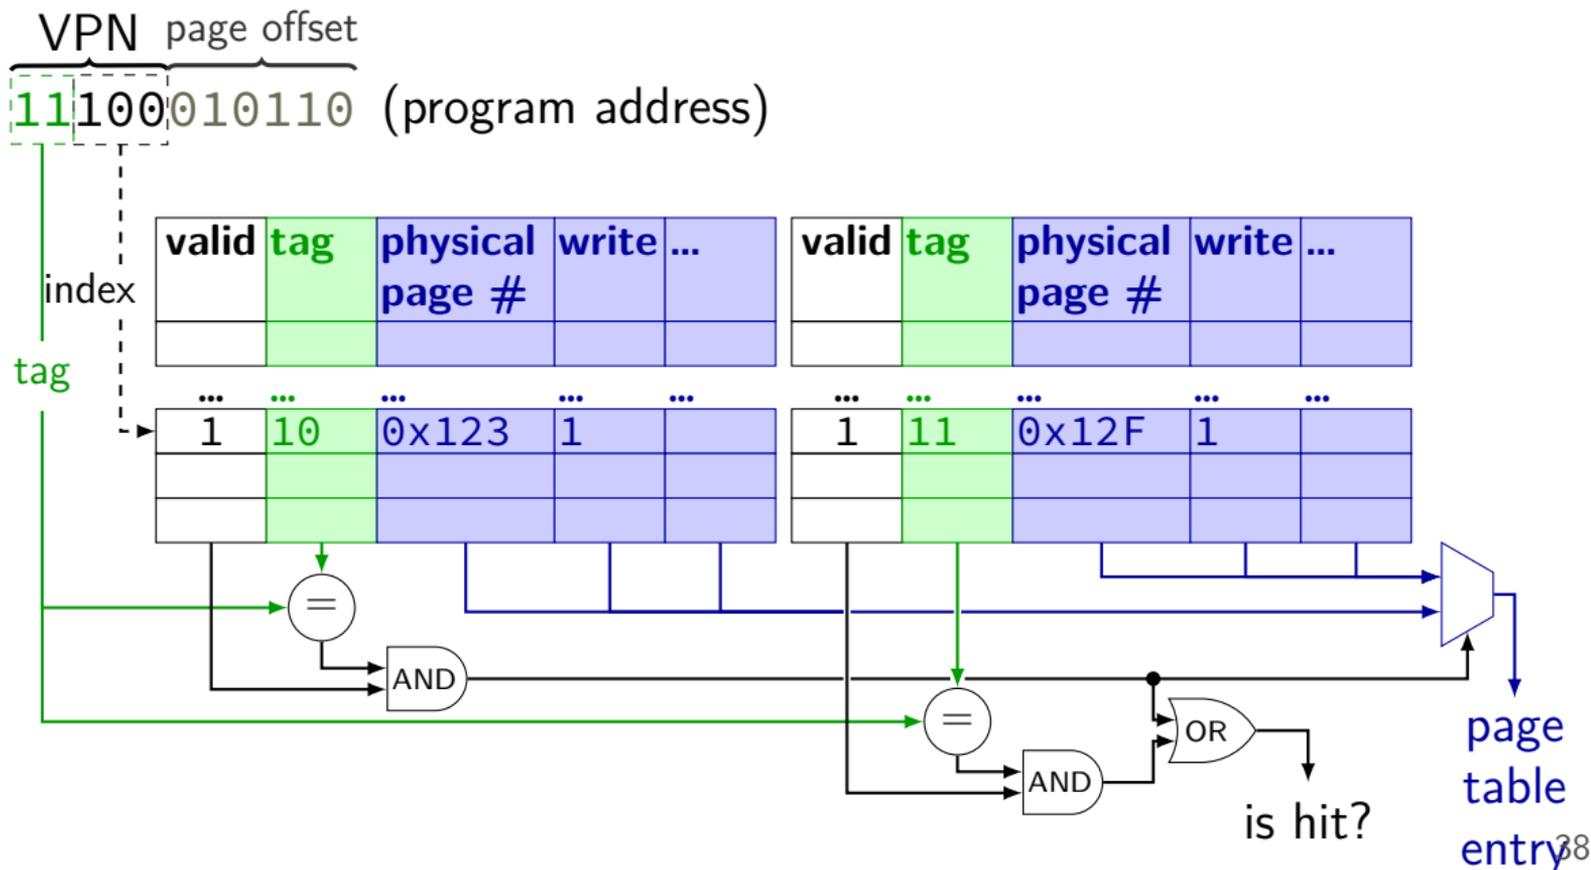 VPN page offset
11100010110 (program address)
valid tag physical page # write ... valid tag physical page # write ...
index
tag
... ... ... ... ... ... ... ... ... ...
1 10 0x123 1 1 11 0x12F 1
=
AND
=
OR
AND
is hit?
page
table
entry
38